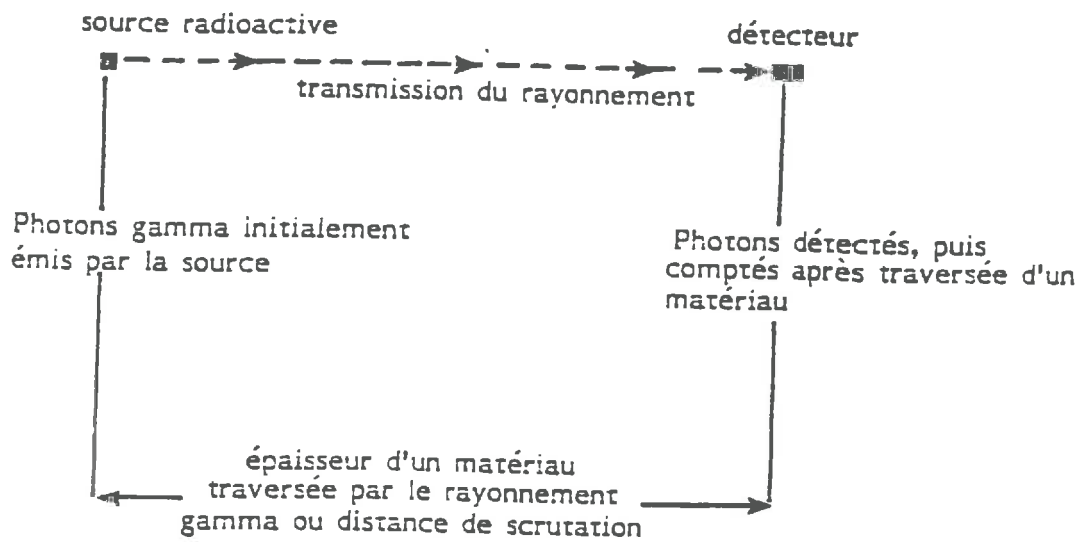 source radioactive
détecteur
transmission du rayonnement
Photons gamma initialement
émis par la source
Photons détectés, puis
comptés après traversée d'un
matériau
épaisseur d'un matériau
traversée par le rayonnement
gamma ou distance de scrutation